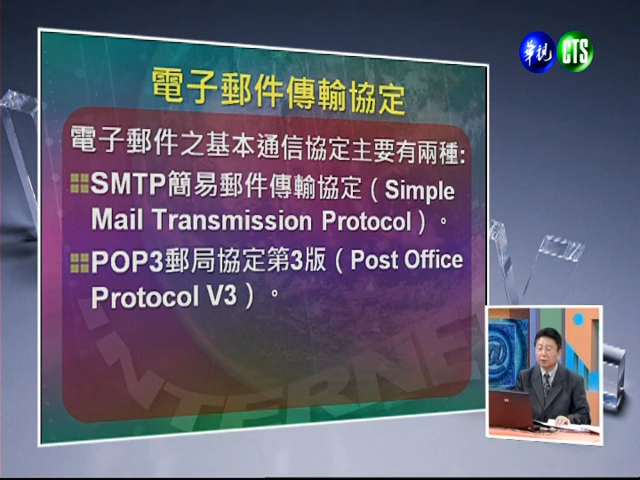 華視 CTS
電子郵件傳輸協定
電子郵件之基本通信協定主要有兩種:
SMTP簡易郵件傳輸協定（Simple
Mail Transmission Protocol）。
POP3郵局協定第3版（Post Office
Protocol V3）。
INTERNET
@